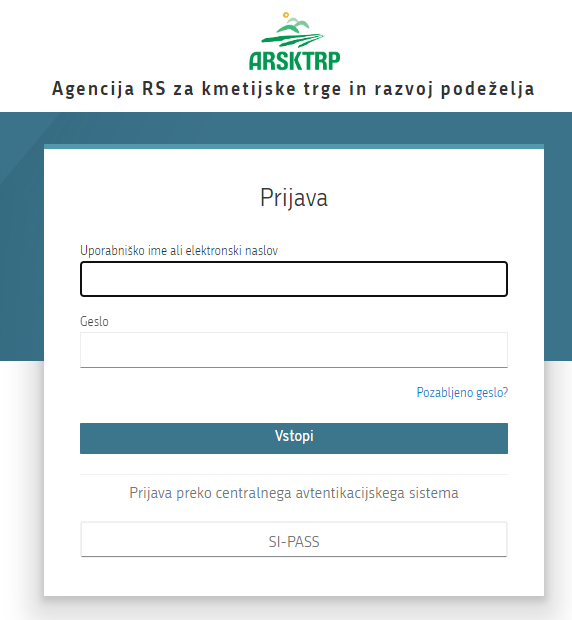 ARSKTRP
Agencija RS za kmetijske trge in razvoj podeželja
Prijava
Uporabniško ime ali elektronski naslov
Geslo
Pozabljeno geslo?
Vstopi
Prijava preko centralnega avtentikacijskega sistema
SI-PASS